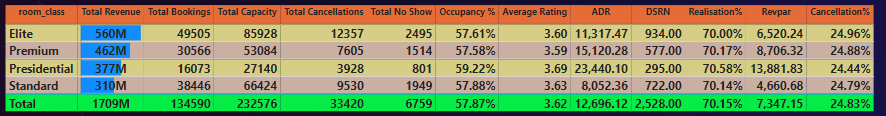 room_class Total Revenue Total Bookings Total Capacity Total Cancellations Total No Show Occupancy % Average Rating ADR DSRN Realisation% Revpar Cancellation%
Elite 560M 49505 85928 12357 2495 57.61% 3.60 11,317.47 934.00 70.00% 6,520.24 24.96%
Premium 462M 30566 53084 7605 1514 57.58% 3.59 15,120.28 577.00 70.17% 8,706.32 24.88%
Presidential 377M 16073 27140 3928 801 59.22% 3.69 23,440.10 295.00 70.58% 13,881.83 24.44%
Standard 310M 38446 66424 9530 1949 57.88% 3.63 8,052.36 722.00 70.14% 4,660.68 24.79%
Total 1709M 134590 232576 33420 6759 57.87% 3.62 12,696.12 2,528.00 70.15% 7,347.15 24.83%